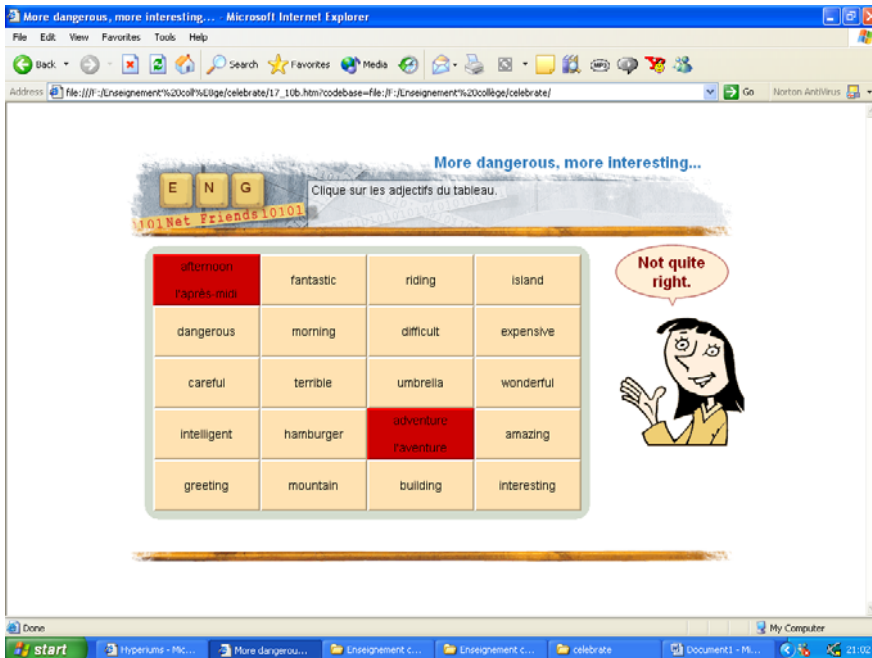 More dangerous, more interesting... - Microsoft Internet Explorer
File Edit View Favorites Tools Help
Back Search Favorites Media
Address file:///F:/Enseignement%20coll%E8ge/celebrate/17_10b.htm?codebase=file:/F:/Enseignement%20collège/celebrate/ Go Norton AntiVirus
More dangerous, more interesting...
E N G
Clique sur les adjectifs du tableau.
101Net Friends10101
afternoon
l'après-midi
fantastic riding island
dangerous morning difficult expensive
careful terrible umbrella wonderful
intelligent hamburger
adventure
l'aventure
amazing
greeting mountain building interesting
Not quite
right.
Done My Computer
start Hyperiums - Mic... More dangerou... Enseignement c... Enseignement c... celebrate Document1 - Mi... 21:02